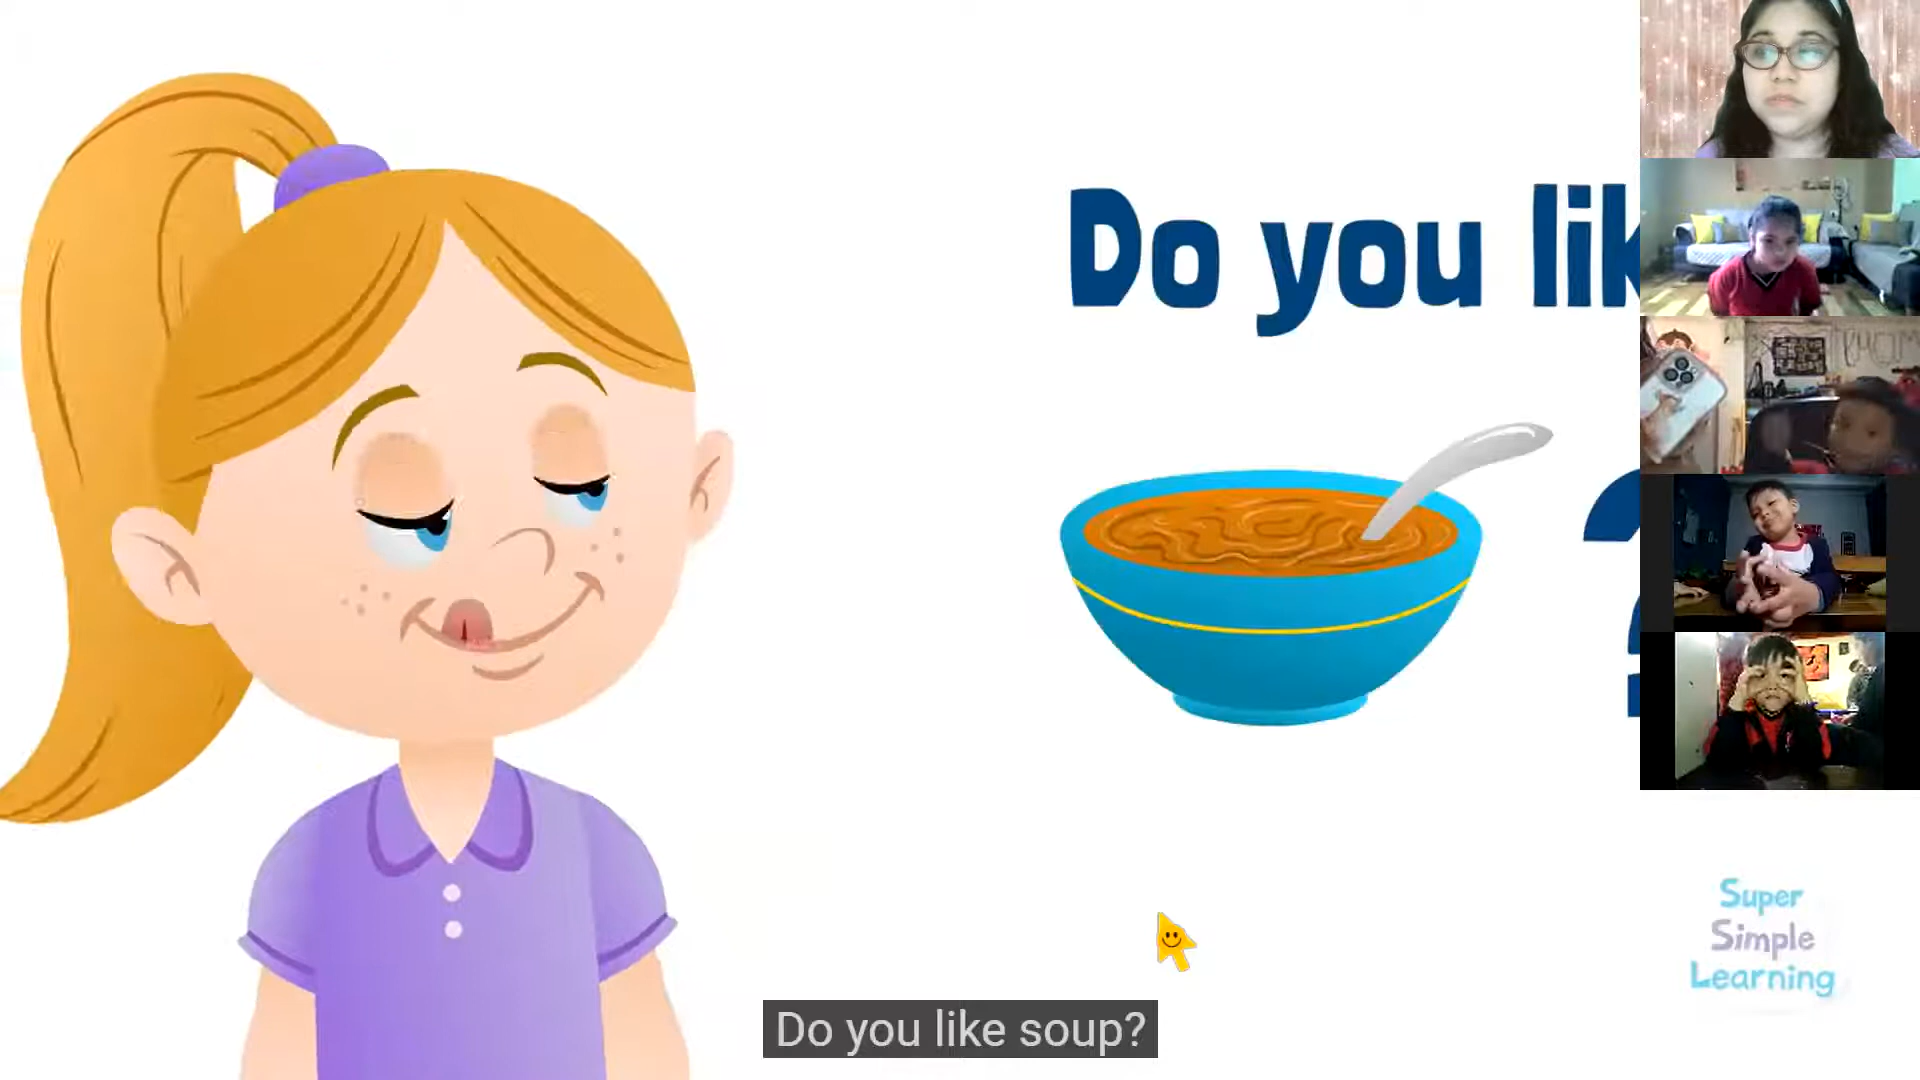 Do you lik
?
Super
Simple
Learning
Do you like soup?